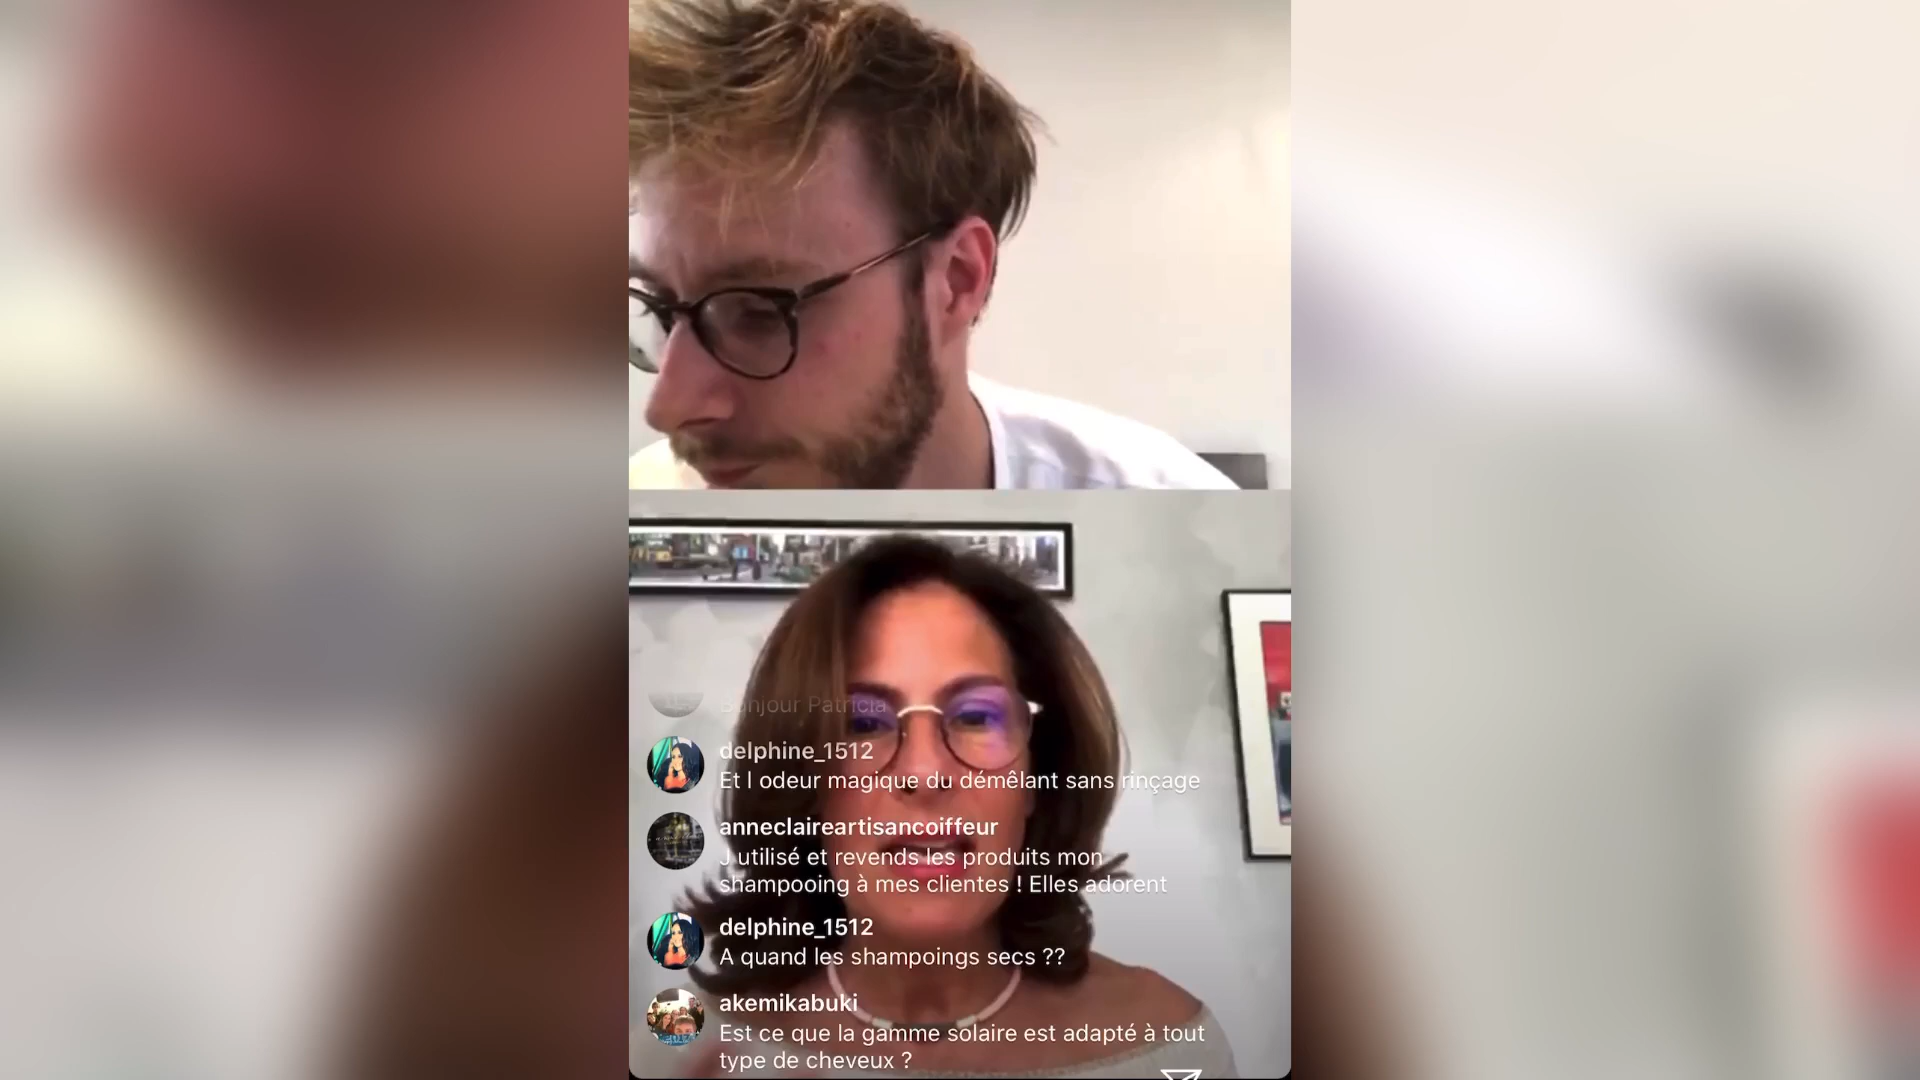 Bonjour Patricia
delphine_1512
Et l odeur magique du démêlant sans rinçage
anneclaireartisancoiffeur
J utilisé et revends les produits mon
shampooing à mes clientes ! Elles adorent
delphine_1512
A quand les shampoings secs ??
akemikabuki
Est ce que la gamme solaire est adapté à tout
type de cheveux ?